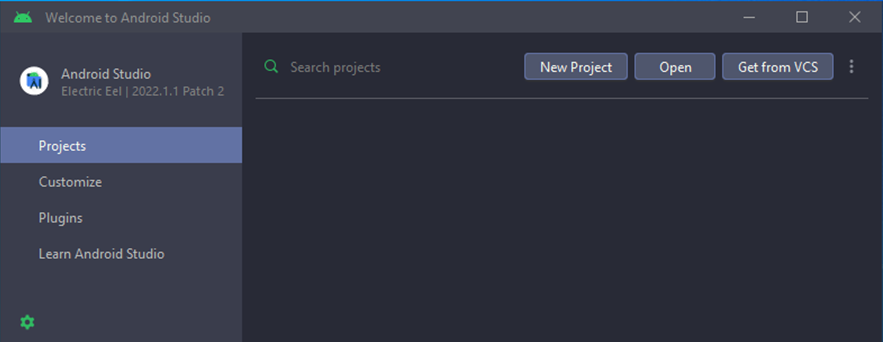 Welcome to Android Studio
Android Studio
Electric Eel | 2022.1.1 Patch 2
Search projects
New Project
Open
Get from VCS
Projects
Customize
Plugins
Learn Android Studio